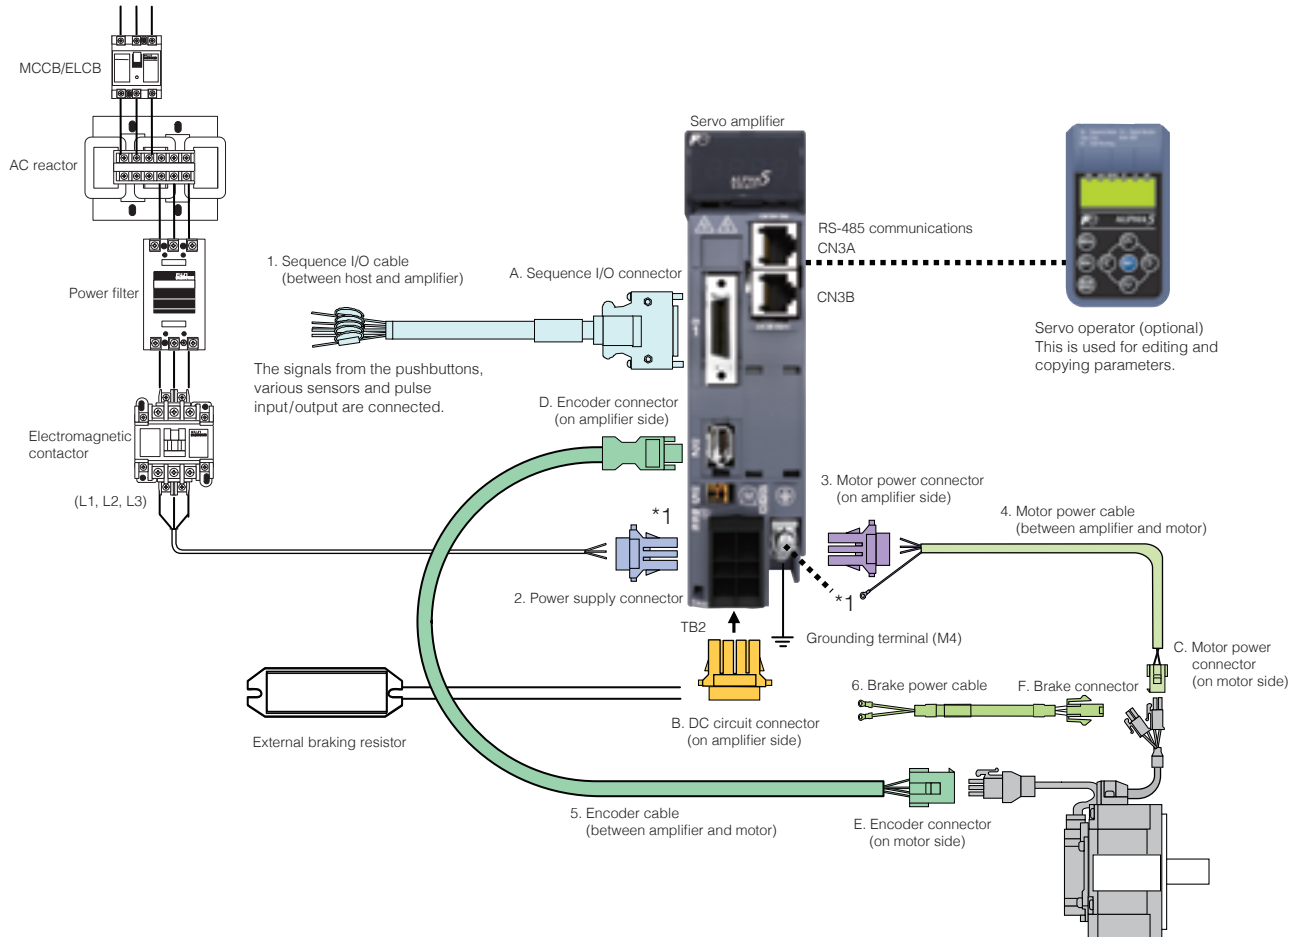 MCCB/ELCB
AC reactor
Power filter
Electromagnetic
contactor
(L1, L2, L3)
1. Sequence I/O cable
(between host and amplifier)
The signals from the pushbuttons,
various sensors and pulse
input/output are connected.
A. Sequence I/O connector
D. Encoder connector
(on amplifier side)
Servo amplifier
ALPHA5
RS-485 communications
CN3A
CN3B
ALPHA5
Servo operator (optional)
This is used for editing and
copying parameters.
*1
2. Power supply connector
TB2
3. Motor power connector
(on amplifier side)
4. Motor power cable
(between amplifier and motor)
*1
Grounding terminal (M4)
C. Motor power
connector
(on motor side)
6. Brake power cable
F. Brake connector
External braking resistor
B. DC circuit connector
(on amplifier side)
5. Encoder cable
(between amplifier and motor)
E. Encoder connector
(on motor side)